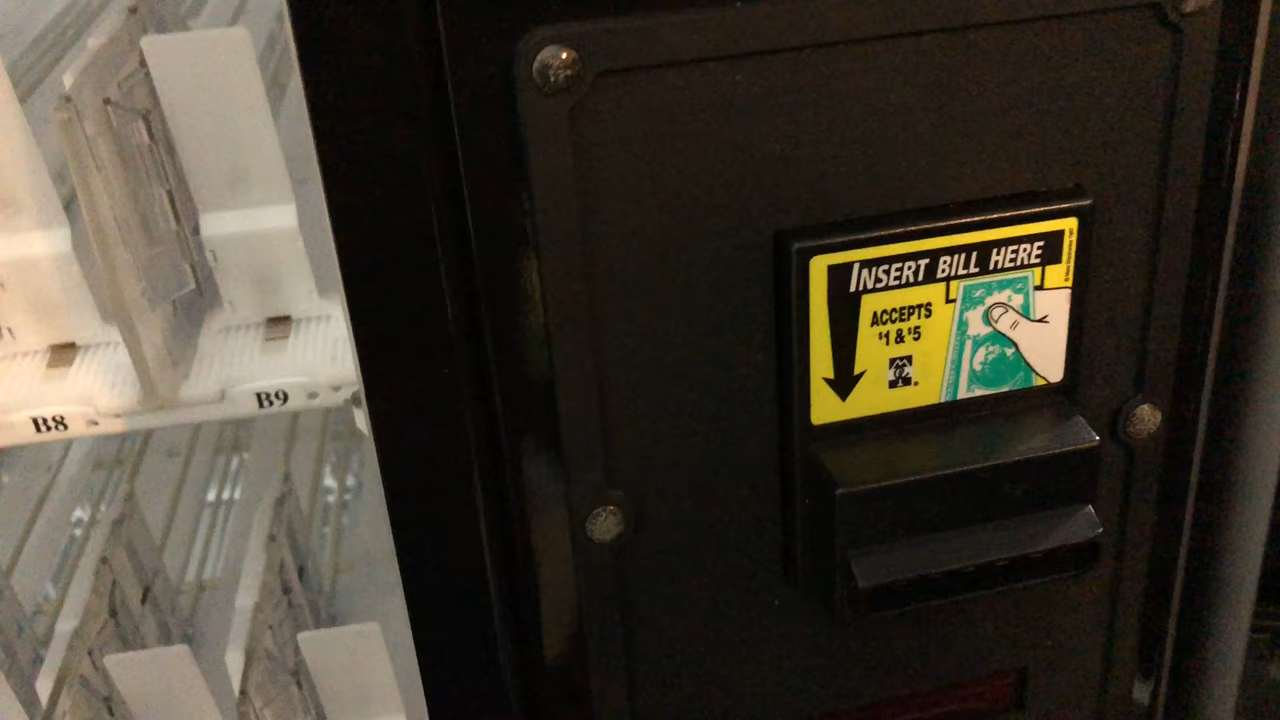 INSERT BILL HERE
ACCEPTS
$1 & $5
B8
B9